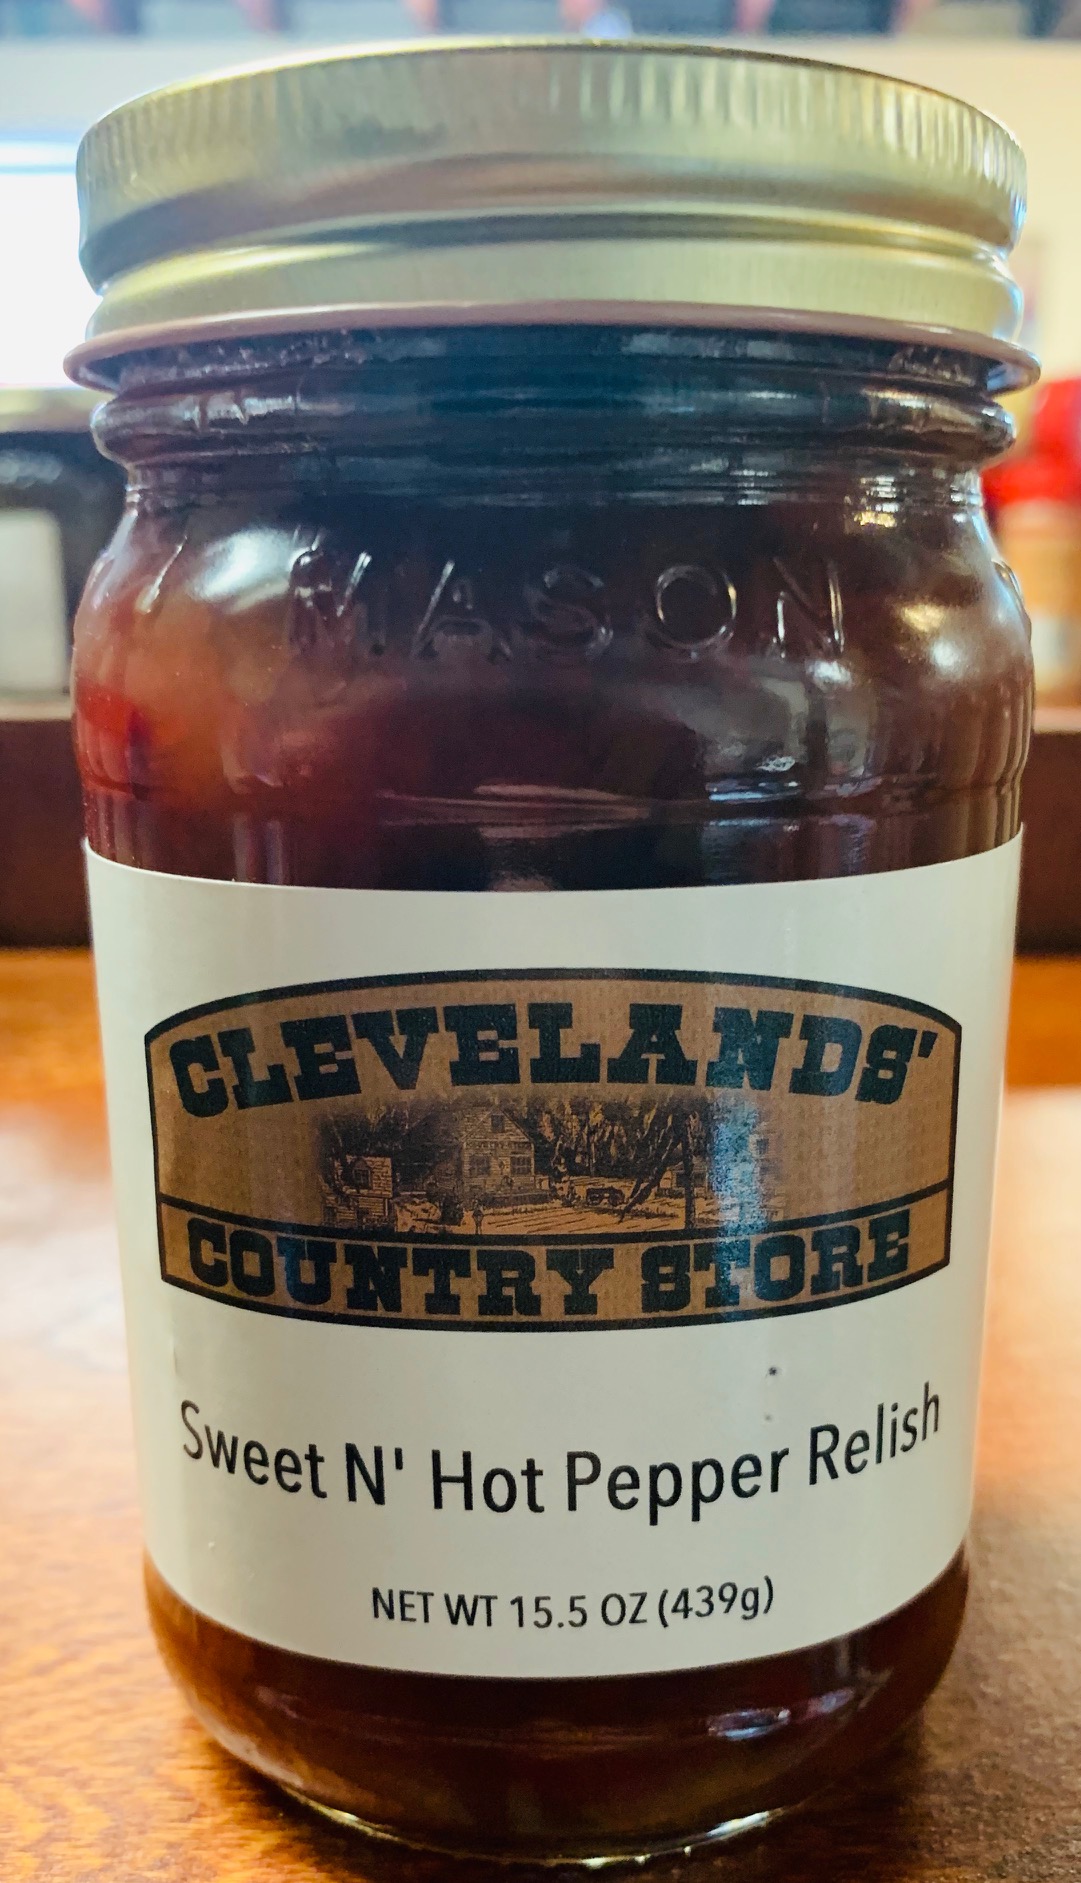 MASON
CLEVELANDS'
COUNTRY STORE
Sweet N' Hot Pepper Relish
NET WT 15.5 OZ (439g)